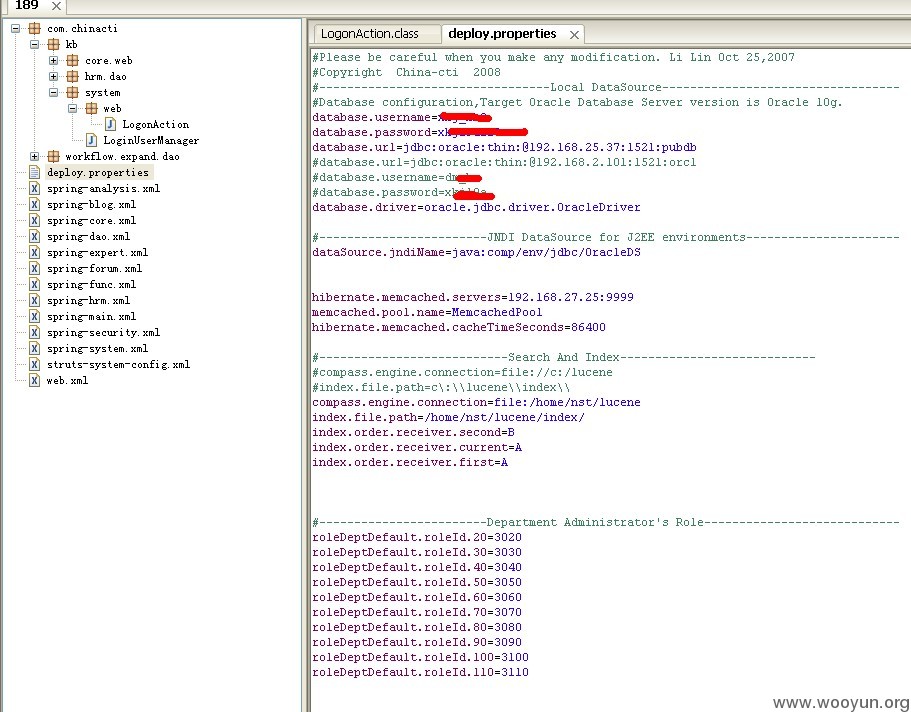 189
com.chinacti
kb
core.web
hrm.dao
system
web
LogonAction
LoginUserManager
workflow.expand.dao
deploy.properties
spring-analysis.xml
spring-blog.xml
spring-core.xml
spring-dao.xml
spring-expert.xml
spring-forum.xml
spring-func.xml
spring-hrm.xml
spring-main.xml
spring-security.xml
spring-system.xml
struts-system-config.xml
web.xml
LogonAction.class deploy.properties
#Please be careful when you make any modification. Li Lin Oct 25,2007
#Copyright China-cti 2008
#---------------------------------Local DataSource----------------------------------
#Database configuration,Target Oracle Database Server version is Oracle 10g.
database.username=
database.password=
database.url=jdbc:oracle:thin:@192.168.25.37:1521:pubdb
#database.url=jdbc:oracle:thin:@192.168.2.101:1521:orcl
#database.username=
#database.password=
database.driver=oracle.jdbc.driver.OracleDriver
#------------------------JNDI DataSource for J2EE environments----------------------
dataSource.jndiName=java:comp/env/jdbc/OracleDS
hibernate.memcached.servers=192.168.27.25:9999
memcached.pool.name=MemcachedPool
hibernate.memcached.cacheTimeSeconds=86400
#---------------------------Search And Index----------------------------
#compass.engine.connection=file://c:/lucene
#index.file.path=c\:\\lucene\\index\\
compass.engine.connection=file:/home/nst/lucene
index.file.path=/home/nst/lucene/index/
index.order.receiver.second=B
index.order.receiver.current=A
index.order.receiver.first=A
#------------------------Department Administrator's Role----------------------------
roleDeptDefault.roleId.20=3020
roleDeptDefault.roleId.30=3030
roleDeptDefault.roleId.40=3040
roleDeptDefault.roleId.50=3050
roleDeptDefault.roleId.60=3060
roleDeptDefault.roleId.70=3070
roleDeptDefault.roleId.80=3080
roleDeptDefault.roleId.90=3090
roleDeptDefault.roleId.100=3100
roleDeptDefault.roleId.110=3110
www.wooyun.org